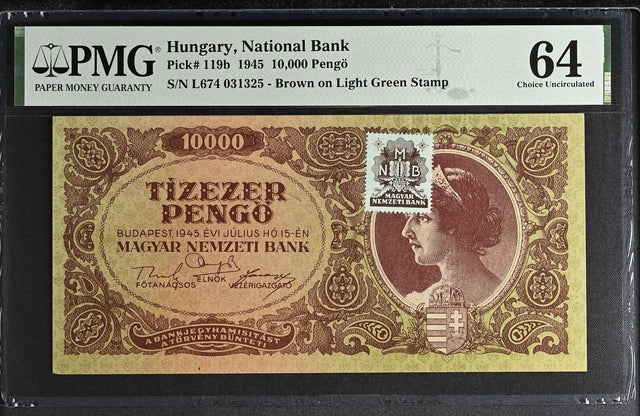 PMG
PAPER MONEY GUARANTY
Hungary, National Bank
Pick# 119b 1945 10,000 Pengö
S/N L674 031325 - Brown on Light Green Stamp
64
Choice Uncirculated
10000
TÍZEZER
PENGŐ
BUDAPEST, 1945. ÉVI JÚLIUS HÓ 15-ÉN
MAGYAR NEMZETI BANK
FŐTANÁCSOS
ELNÖK
VEZÉRIGAZGATÓ
A BANKJEGYHAMISÍTÁST
A TÖRVÉNY BÜNTETI
M
N B
MAGYAR
NEMZETI BANK